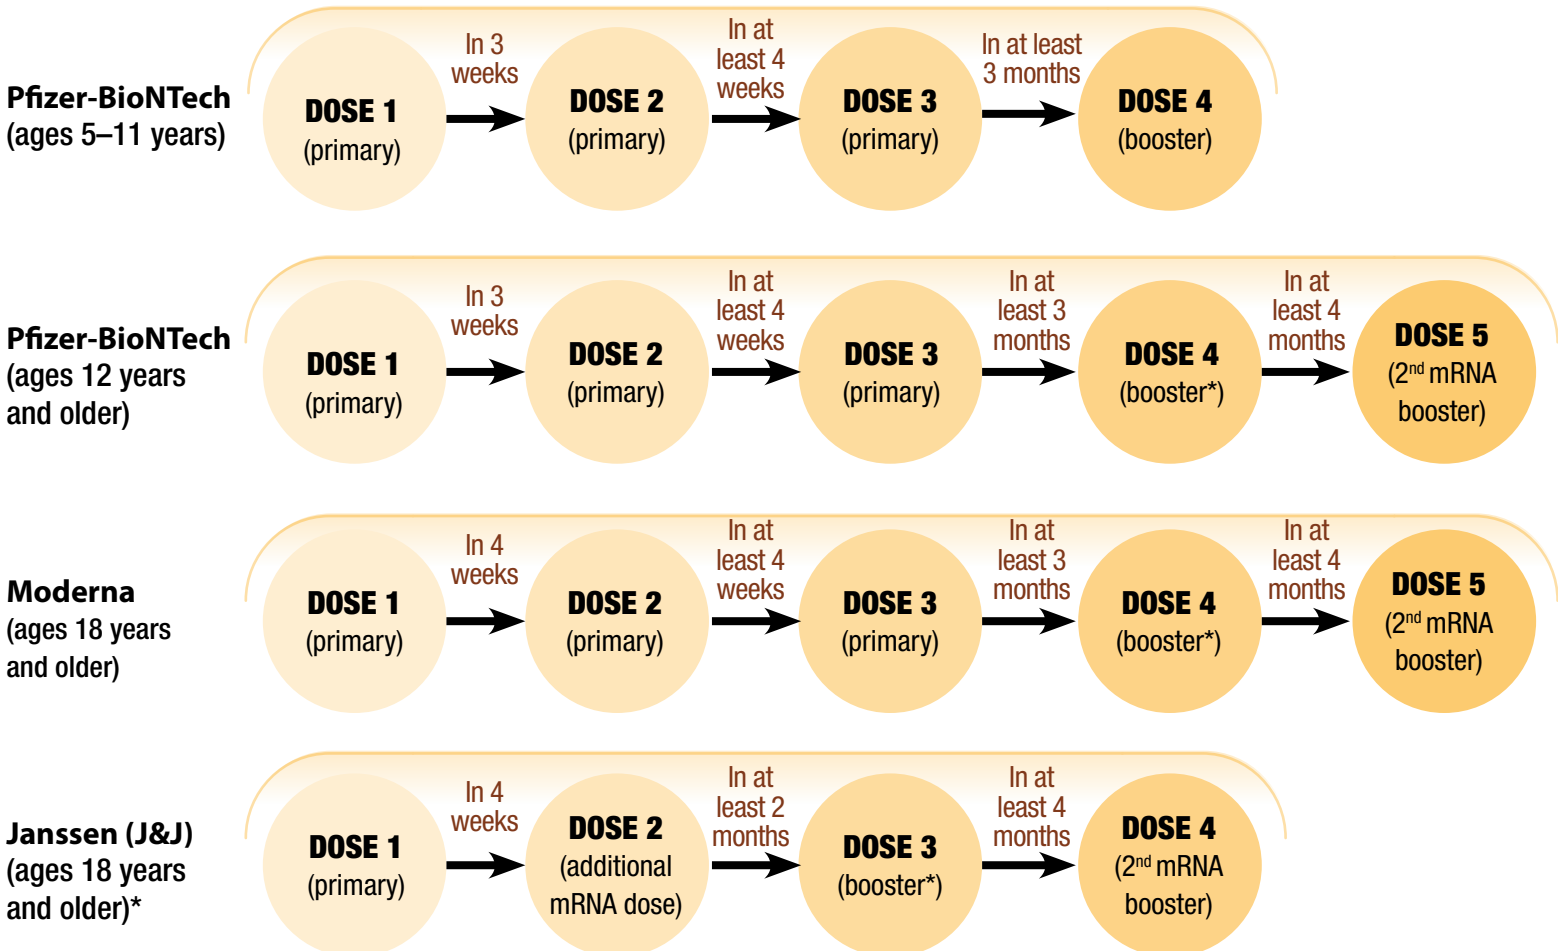 Pfizer-BioNTech
(ages 5–11 years)
DOSE 1
(primary)
In 3
weeks
DOSE 2
(primary)
In at
least 4
weeks
DOSE 3
(primary)
In at least
3 months
DOSE 4
(booster)
Pfizer-BioNTech
(ages 12 years
and older)
DOSE 1
(primary)
In 3
weeks
DOSE 2
(primary)
In at
least 4
weeks
DOSE 3
(primary)
In at
least 3
months
DOSE 4
(booster*)
In at
least 4
months
DOSE 5
(2nd mRNA
booster)
Moderna
(ages 18 years
and older)
DOSE 1
(primary)
In 4
weeks
DOSE 2
(primary)
In at
least 4
weeks
DOSE 3
(primary)
In at
least 3
months
DOSE 4
(booster*)
In at
least 4
months
DOSE 5
(2nd mRNA
booster)
Janssen (J&J)
(ages 18 years
and older)*
DOSE 1
(primary)
In 4
weeks
DOSE 2
(additional
mRNA dose)
In at
least 2
months
DOSE 3
(booster*)
In at
least 4
months
DOSE 4
(2nd mRNA
booster)